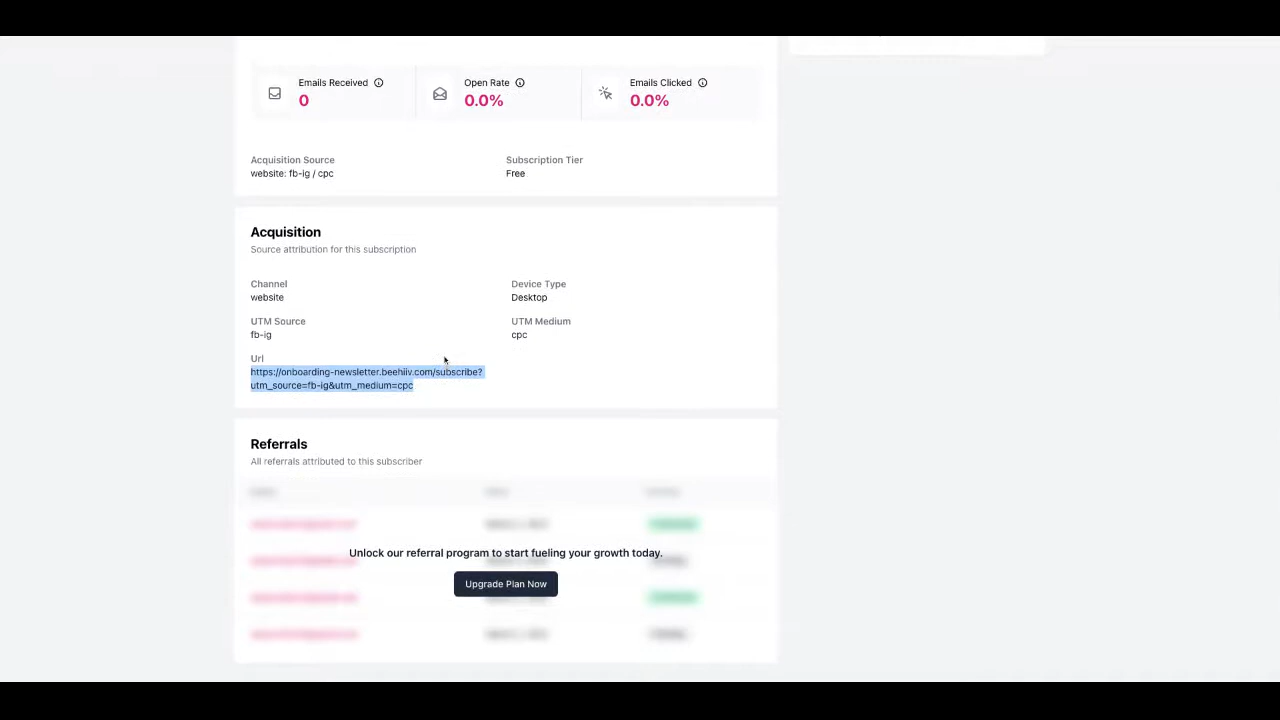 Emails Received
0
Open Rate
0.0%
Emails Clicked
0.0%
Acquisition Source
website: fb-ig / cpc
Subscription Tier
Free
Acquisition
Source attribution for this subscription
Channel
website
Device Type
Desktop
UTM Source
fb-ig
UTM Medium
cpc
Url
https://onboarding-newsletter.beehiiv.com/subscribe?
utm_source=fb-ig&utm_medium=cpc
Referrals
All referrals attributed to this subscriber
Unlock our referral program to start fueling your growth today.
Upgrade Plan Now